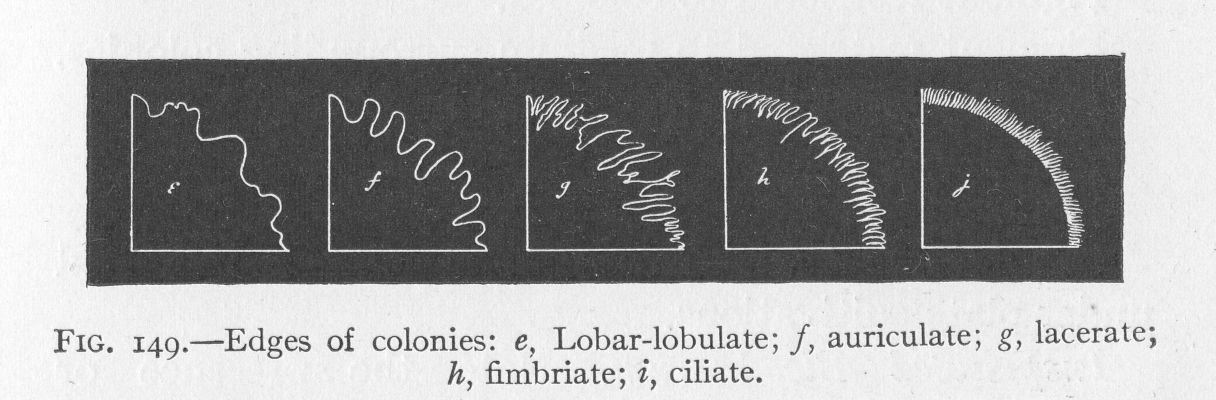 e f g h j
FIG. 149.—Edges of colonies: e, Lobar-lobulate; f, auriculate; g, lacerate;
h, fimbriate; i, ciliate.